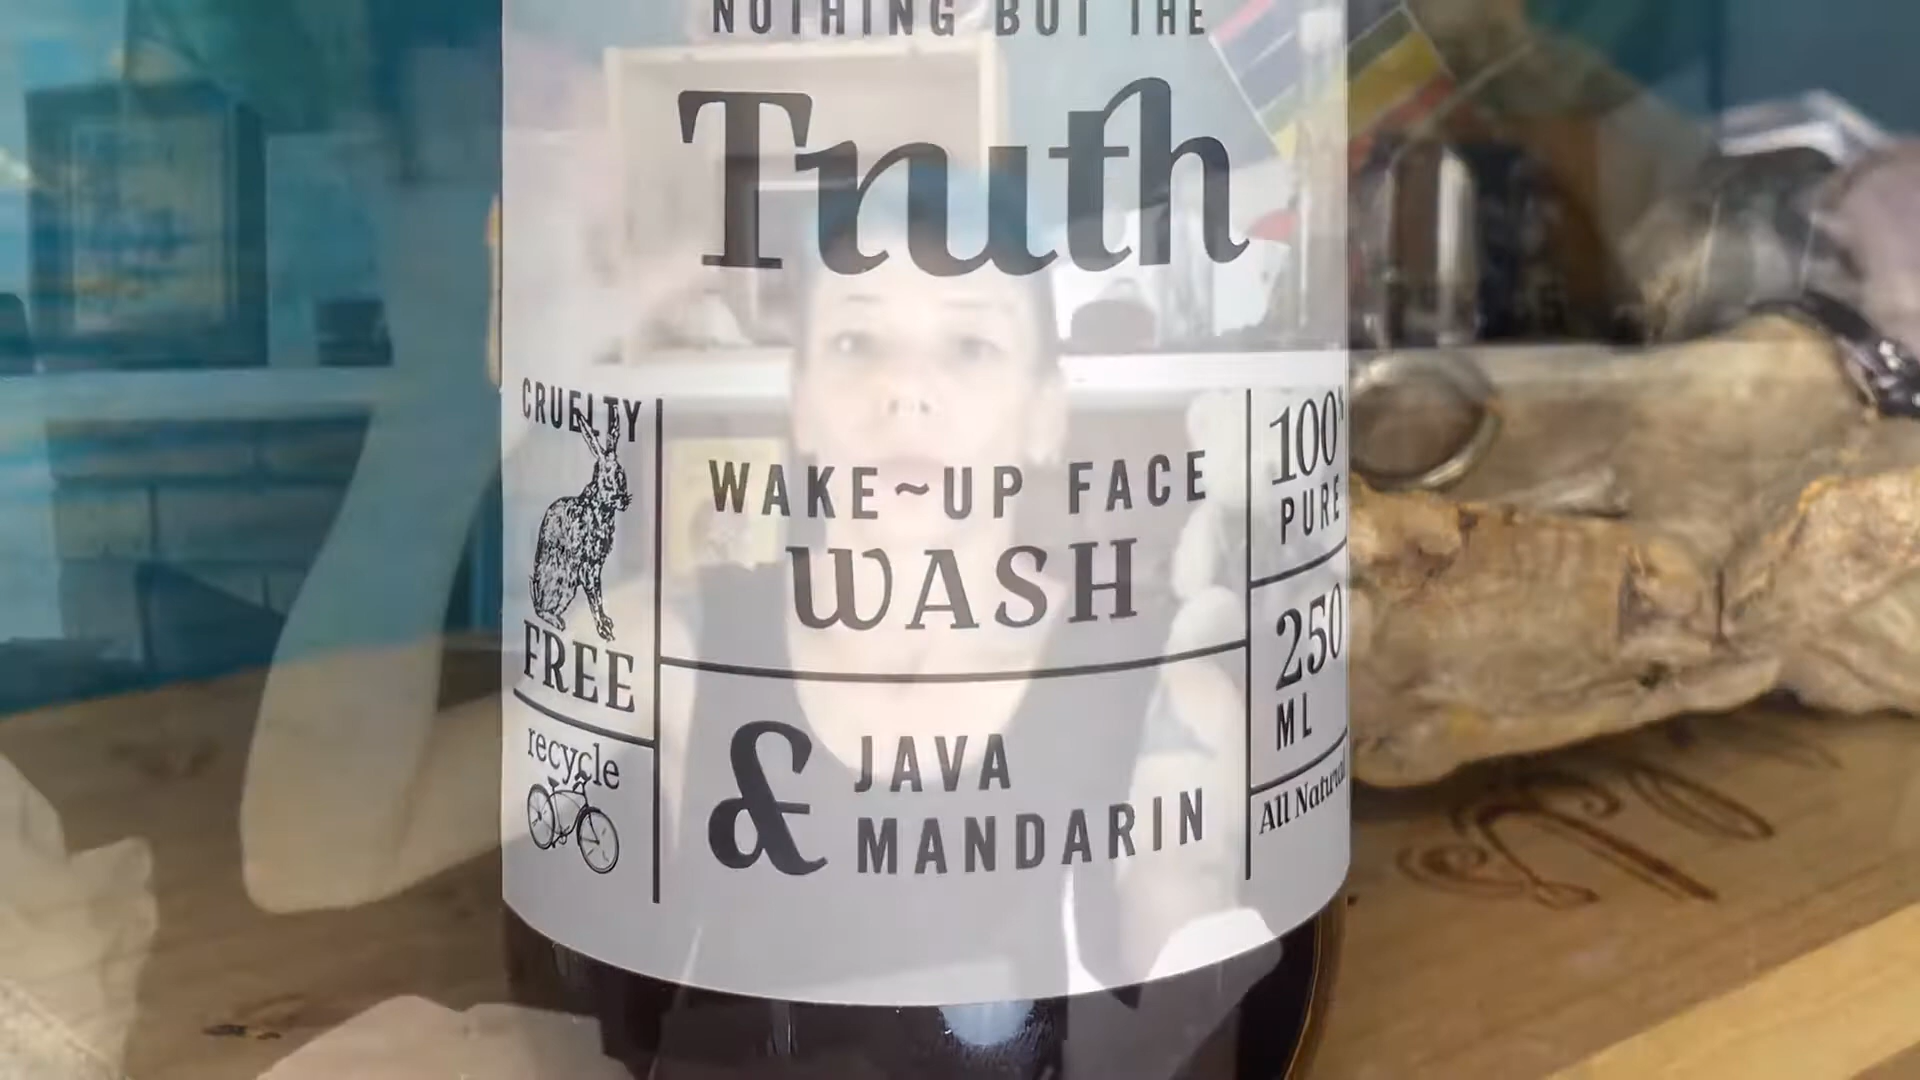 NOTHING BUT THE
Truth
CRUELTY
FREE
recycle
WAKE~UP FACE
WASH
& JAVA
MANDARIN
100%
PURE
250
ML
All Natural